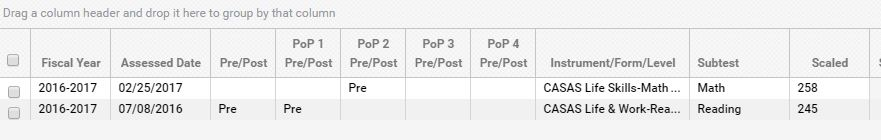 Drag a column header and drop it here to group by that column
PoP 1 PoP 2 PoP 3 PoP 4
Fiscal Year Assessed Date Pre/Post Pre/Post Pre/Post Pre/Post Pre/Post Instrument/Form/Level Subtest Scaled
2016-2017 02/25/2017 Pre CASAS Life Skills-Math ... Math 258
2016-2017 07/08/2016 Pre Pre CASAS Life & Work-Rea... Reading 245